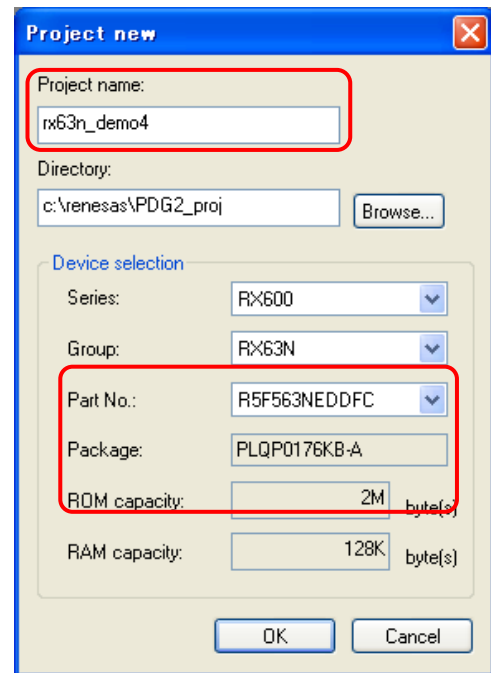 Project new
Project name:
rx63n_demo4
Directory:
c:\renesas\PDG2_proj
Browse...
Device selection
Series: RX600
Group: RX63N
Part No.: R5F563NEDDFC
Package: PLQP0176KB-A
ROM capacity: 2M byte(s)
RAM capacity: 128K byte(s)
OK Cancel